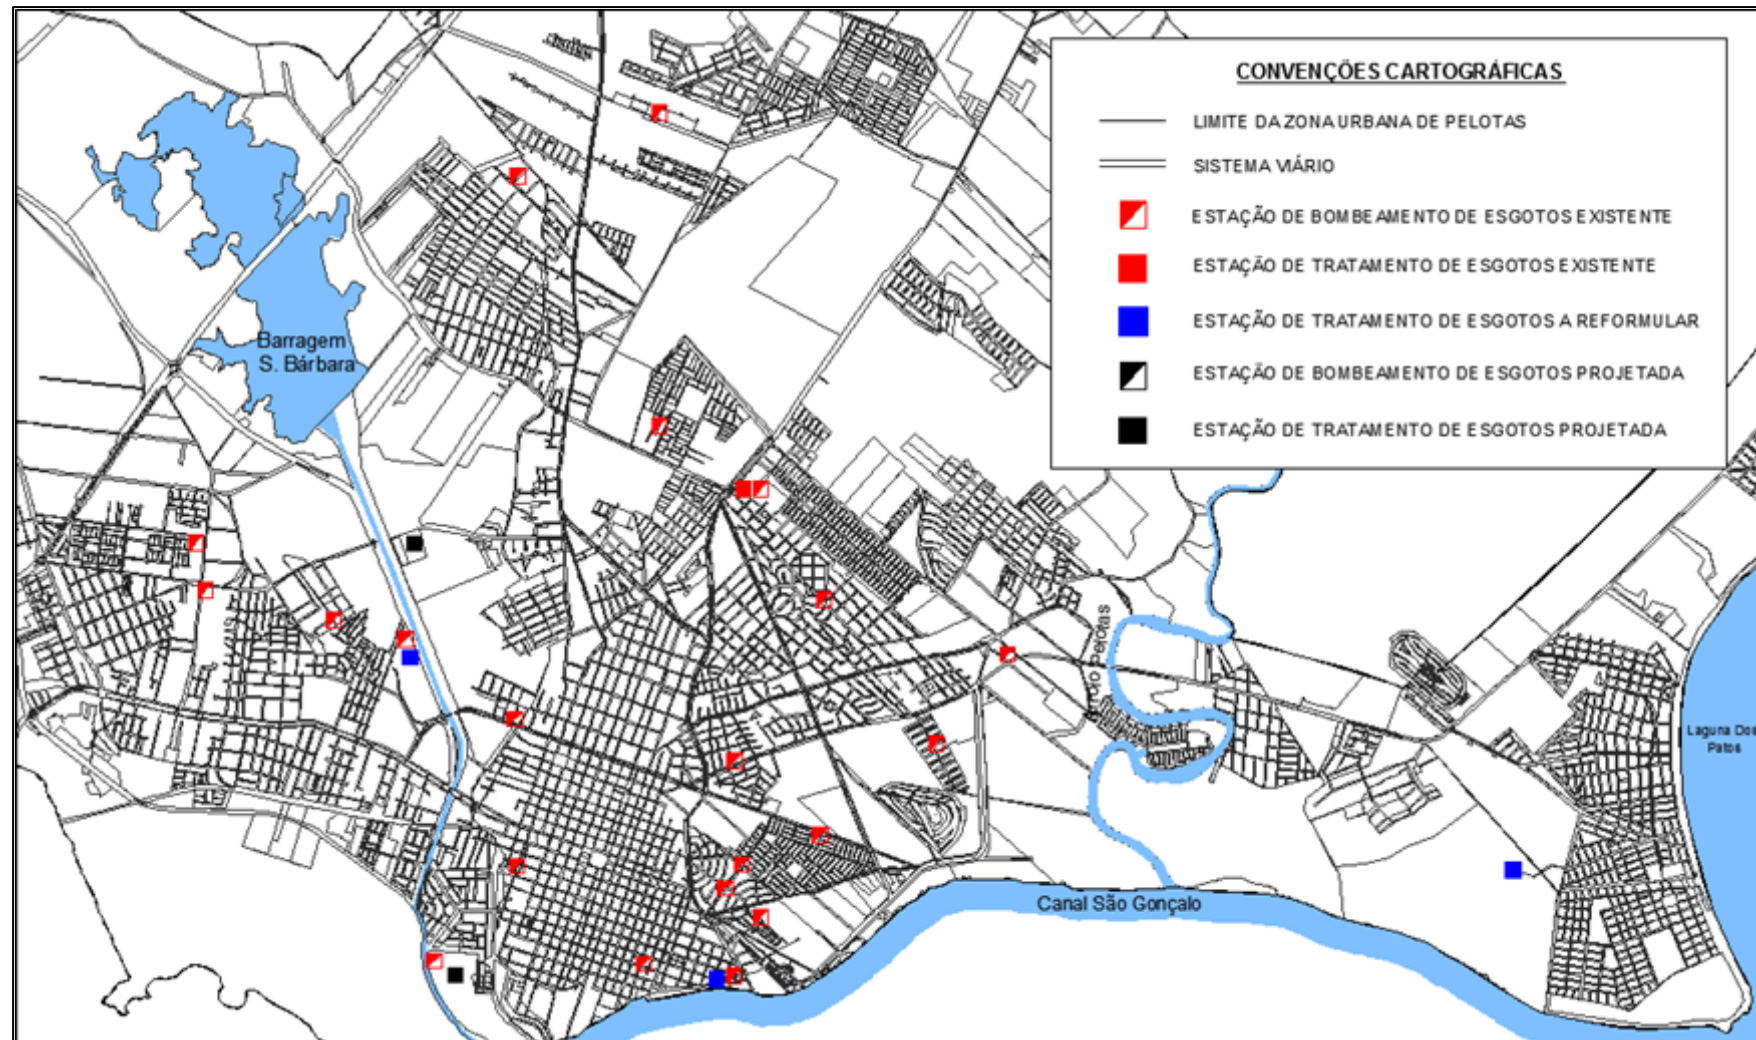 CONVENÇÕES CARTOGRÁFICAS
LIMITE DA ZONA URBANA DE PELOTAS
SISTEMA VIÁRIO
ESTAÇÃO DE BOMBEAMENTO DE ESGOTOS EXISTENTE
ESTAÇÃO DE TRATAMENTO DE ESGOTOS EXISTENTE
ESTAÇÃO DE TRATAMENTO DE ESGOTOS A REFORMULAR
ESTAÇÃO DE BOMBEAMENTO DE ESGOTOS PROJETADA
ESTAÇÃO DE TRATAMENTO DE ESGOTOS PROJETADA
Barragem
S. Bárbara
Pelotas
Laguna Dos
Patos
Canal São Gonçalo